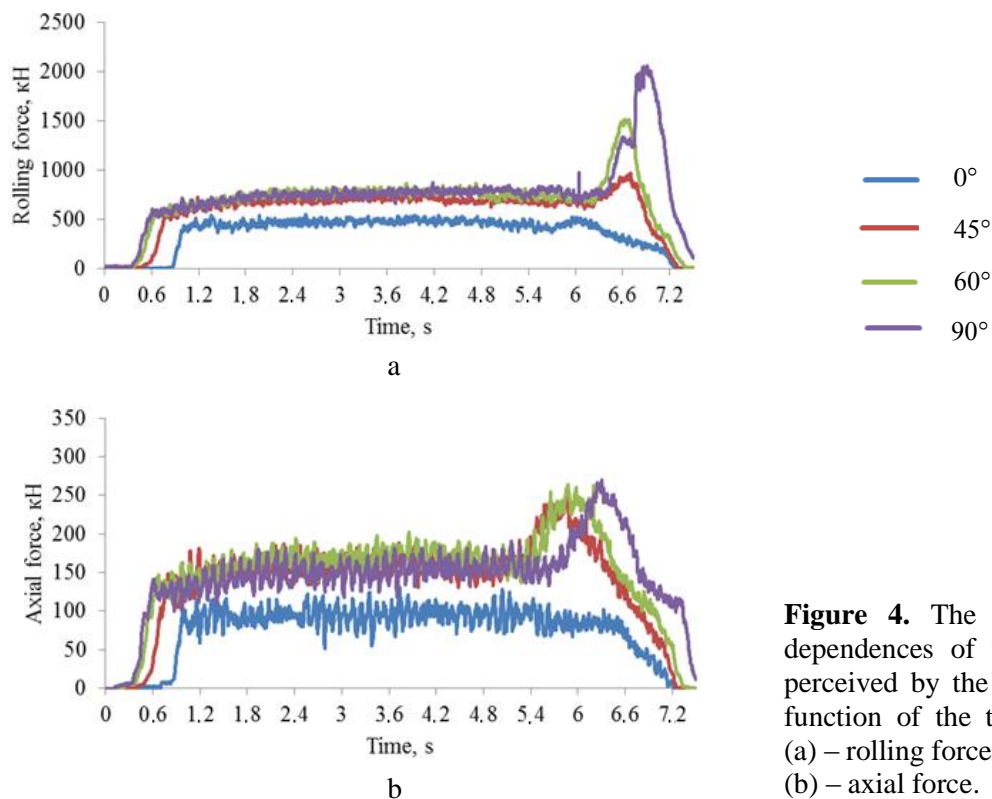 2500
2000
1500
1000
500
0
Rolling force, кН
0 0.6 1.2 1.8 2.4 3 3.6 4.2 4.8 5.4 6 6.6 7.2
Time, s
a
0°
45°
60°
90°
350
300
250
200
150
100
50
0
Axial force, кН
0 0.6 1.2 1.8 2.4 3 3.6 4.2 4.8 5.4 6 6.6 7.2
Time, s
b
Figure 4. The
dependences of
perceived by the
function of the t
(a) – rolling force
(b) – axial force.